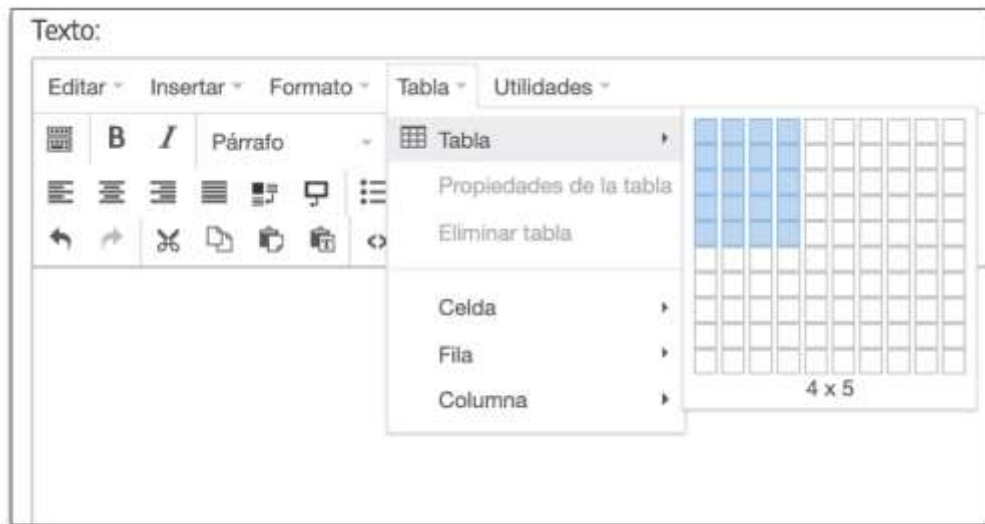 Texto:
Editar Insertar Formato Tabla Utilidades
B I Párrafo
Tabla
Propiedades de la tabla
Eliminar tabla
Celda
Fila
Columna
4 x 5